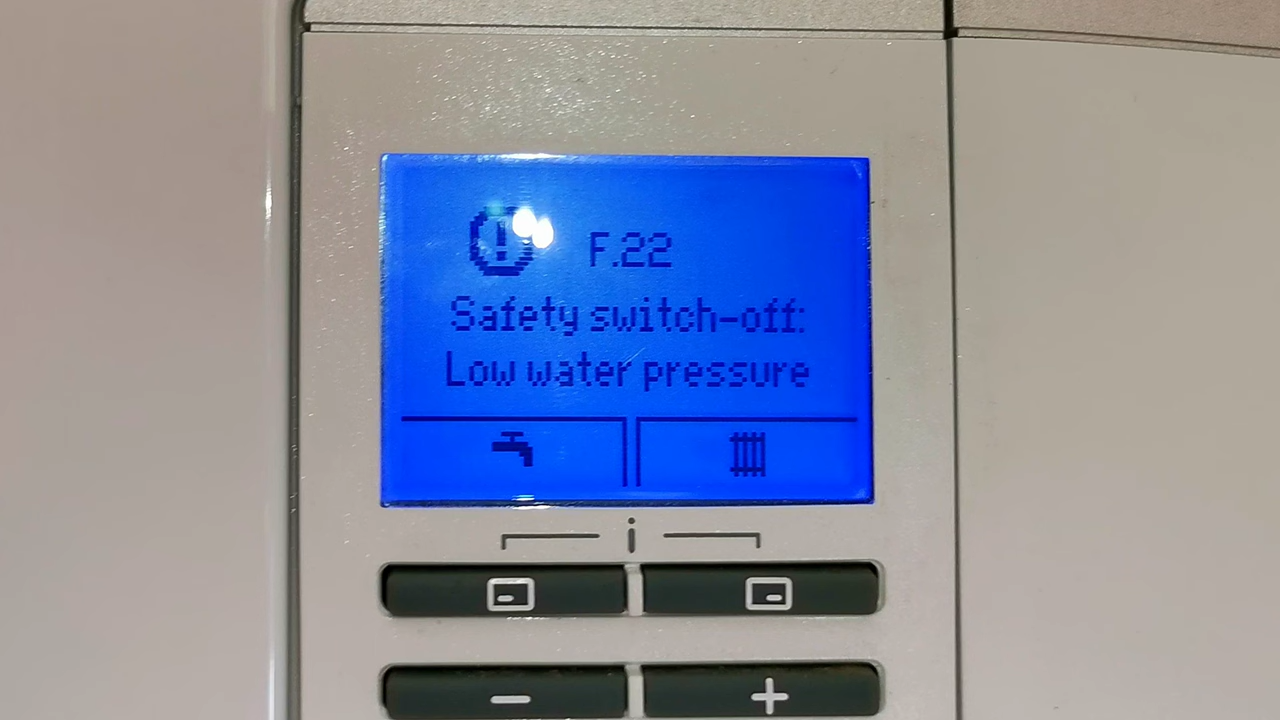 F.22
Safety switch-off:
Low water pressure
i
- +